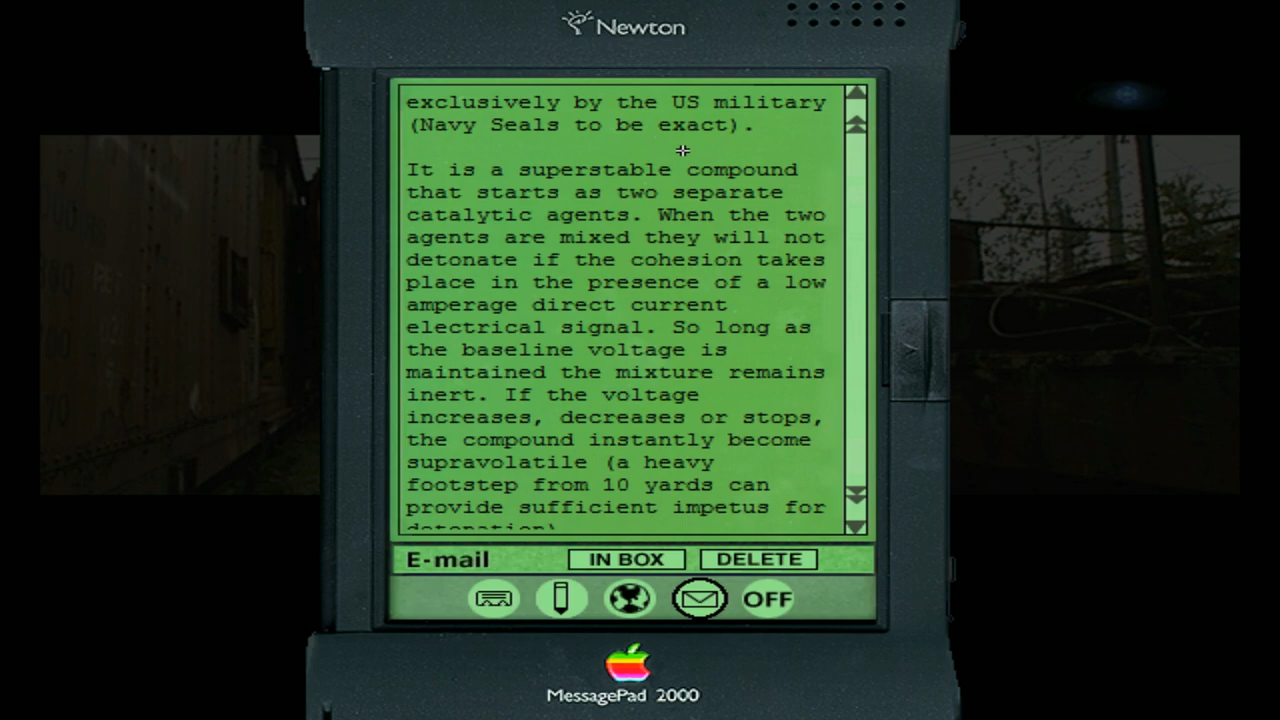 Newton
exclusively by the US military
(Navy Seals to be exact).
It is a superstable compound
that starts as two separate
catalytic agents. When the two
agents are mixed they will not
detonate if the cohesion takes
place in the presence of a low
amperage direct current
electrical signal. So long as
the baseline voltage is
maintained the mixture remains
inert. If the voltage
increases, decreases or stops,
the compound instantly become
supravolatile (a heavy
footstep from 10 yards can
provide sufficient impetus for
detonation)
E-mail IN BOX DELETE
OFF
MessagePad 2000